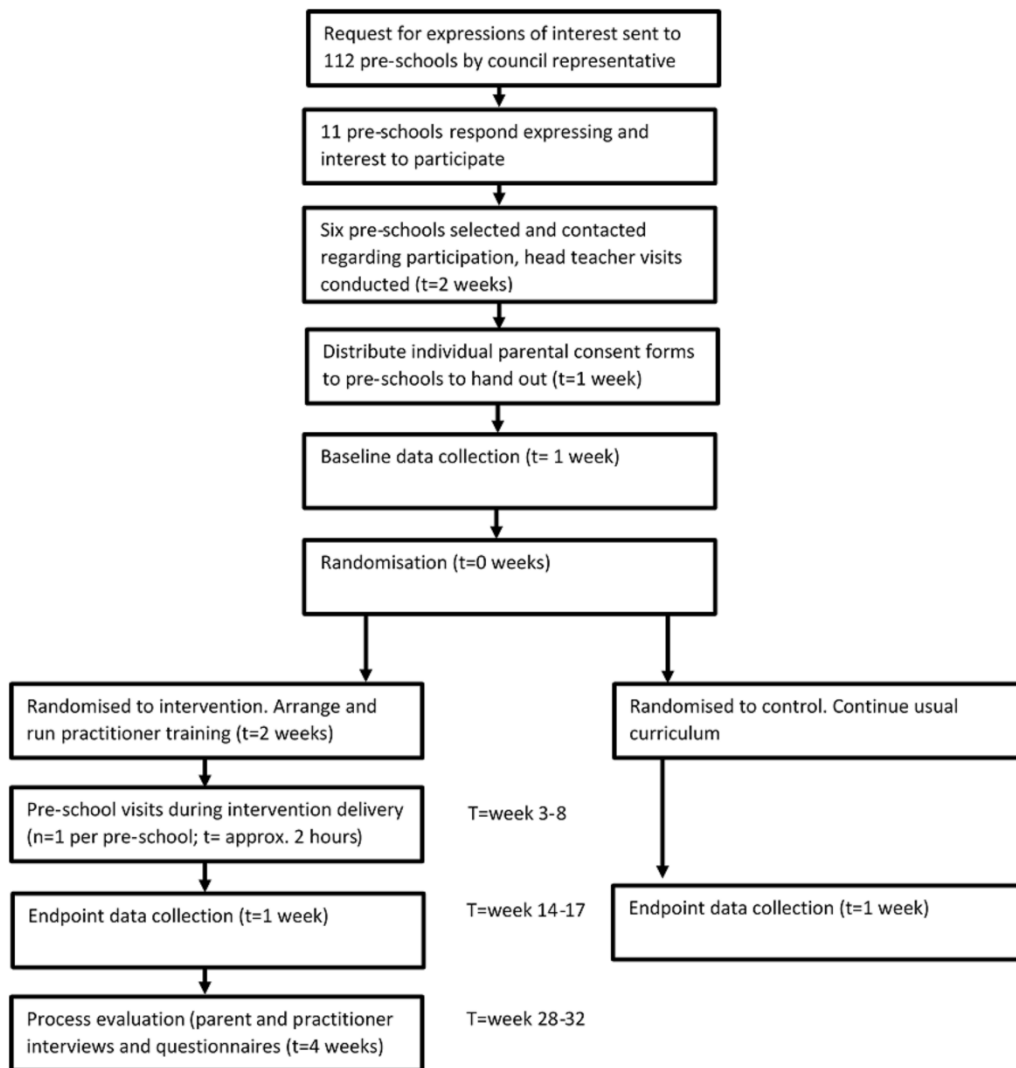 Request for expressions of interest sent to
112 pre-schools by council representative
11 pre-schools respond expressing and
interest to participate
Six pre-schools selected and contacted
regarding participation, head teacher visits
conducted (t=2 weeks)
Distribute individual parental consent forms
to pre-schools to hand out (t=1 week)
Baseline data collection (t= 1 week)
Randomisation (t=0 weeks)
Randomised to intervention. Arrange and
run practitioner training (t=2 weeks)
Randomised to control. Continue usual
curriculum
Pre-school visits during intervention delivery
(n=1 per pre-school; t= approx. 2 hours)
T=week 3-8
Endpoint data collection (t=1 week)
T=week 14-17
Endpoint data collection (t=1 week)
Process evaluation (parent and practitioner
interviews and questionnaires (t=4 weeks)
T=week 28-32